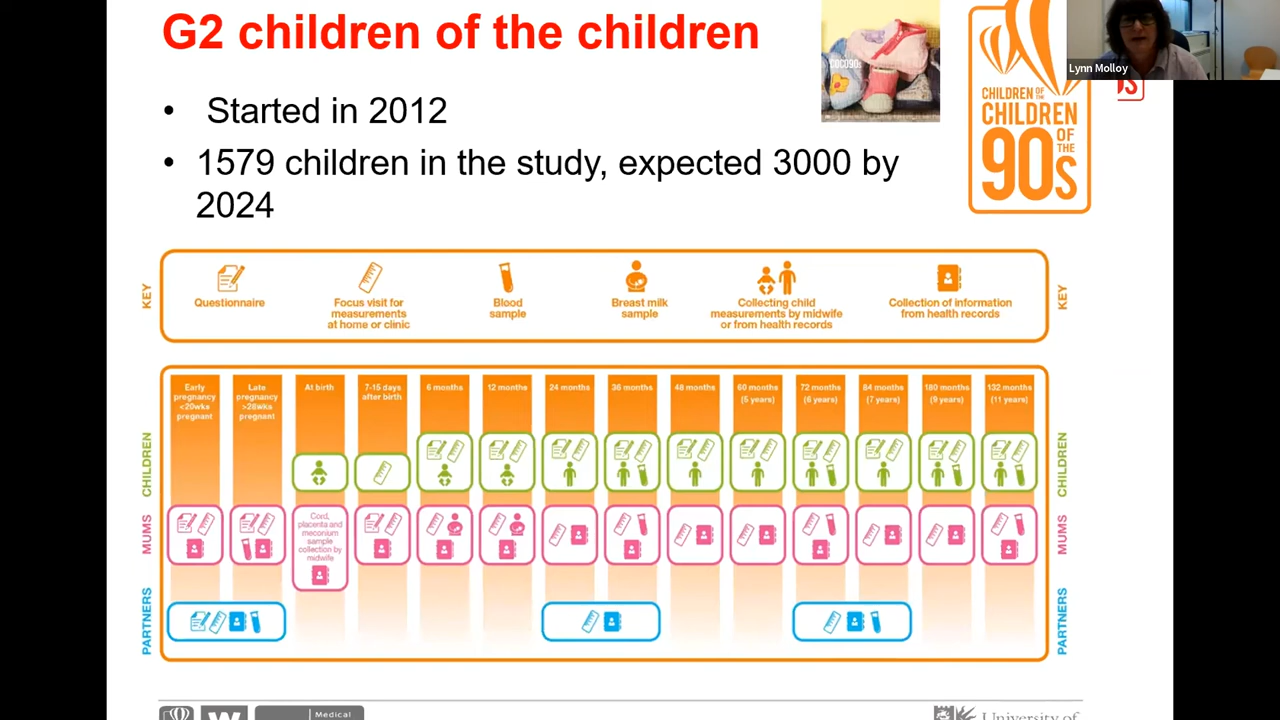 G2 children of the children
• Started in 2012
• 1579 children in the study, expected 3000 by
2024
COCO90s
CHILDREN OF THE
CHILDREN
OF THE
90s
Lynn Molloy
KEY
Questionnaire
Focus visit for
measurements
at home or clinic
Blood
sample
Breast milk
sample
Collecting child
measurements by midwife
or from health records
Collection of information
from health records
KEY
Early
pregnancy
<20wks
pregnant
Late
pregnancy
>28wks
pregnant
At birth
7-15 days
after birth
6 months
12 months
24 months
36 months
48 months
60 months
(5 years)
72 months
(6 years)
84 months
(7 years)
180 months
(9 years)
132 months
(11 years)
CHILDREN
CHILDREN
MUMS
Cord,
placenta and
meconium
sample
collection by
midwife
MUMS
PARTNERS
PARTNERS
Medical
University of